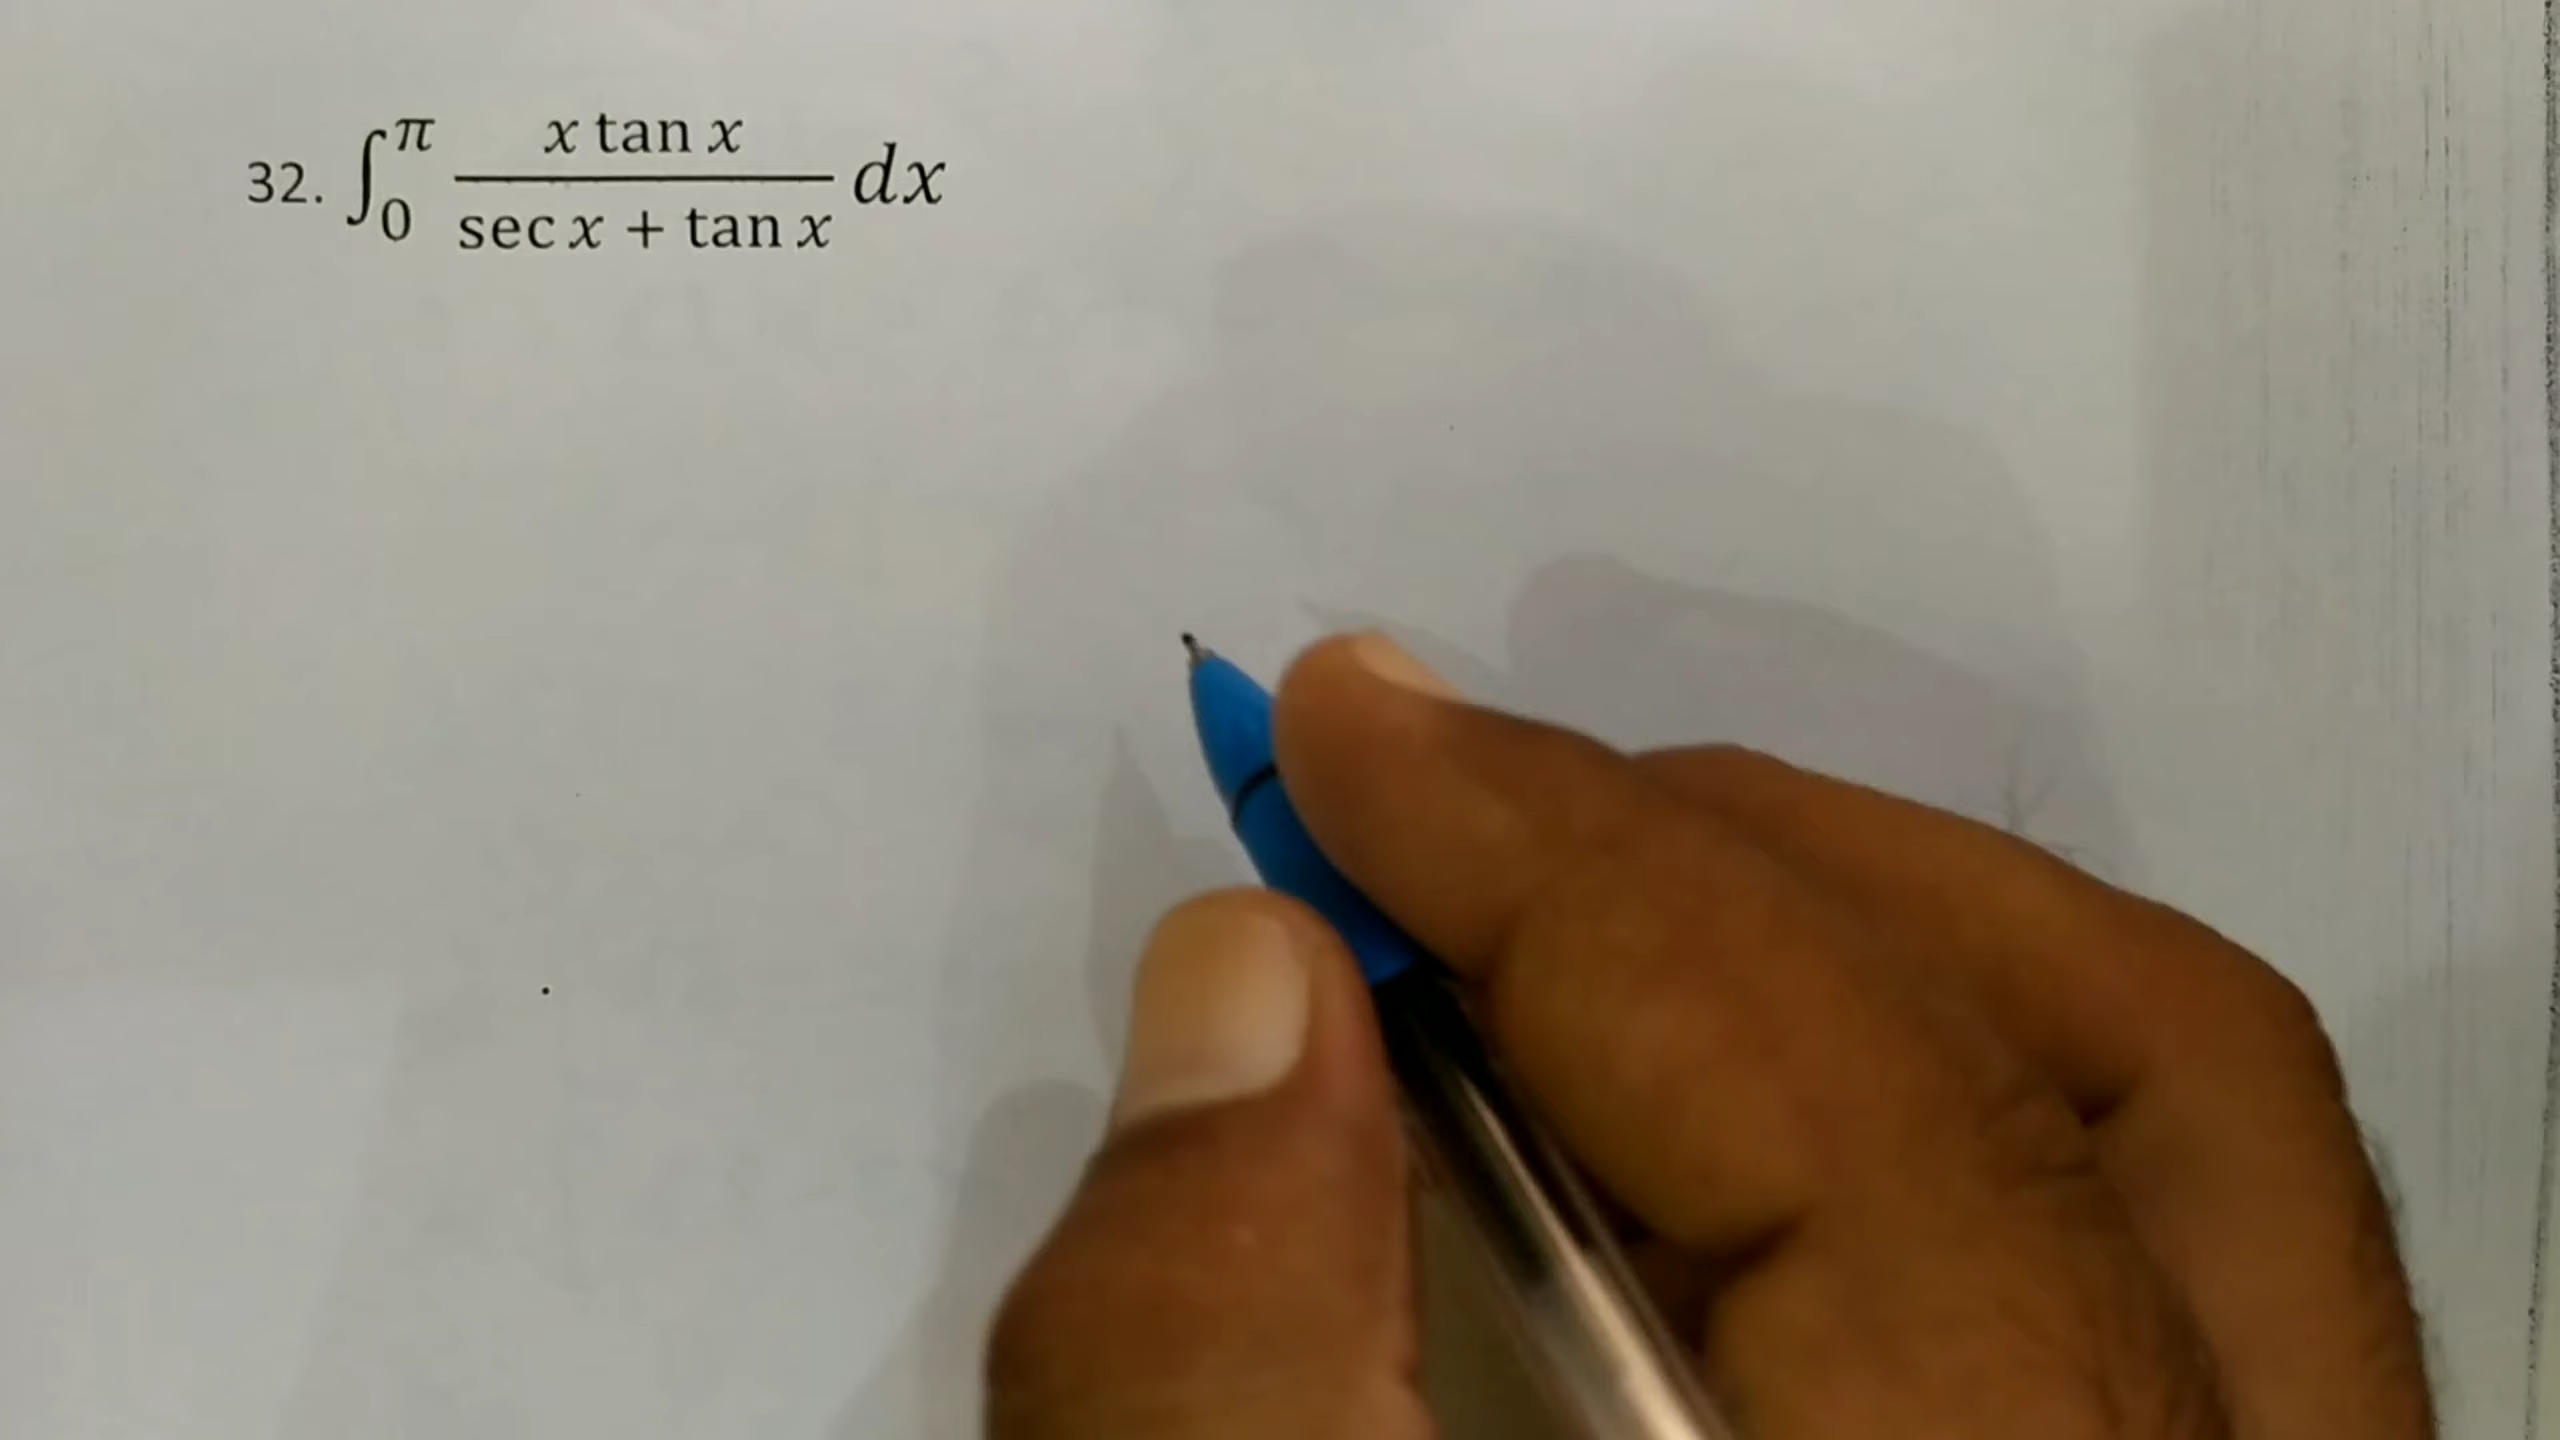 32. ∫₀^π (x tan x)/(sec x + tan x) dx